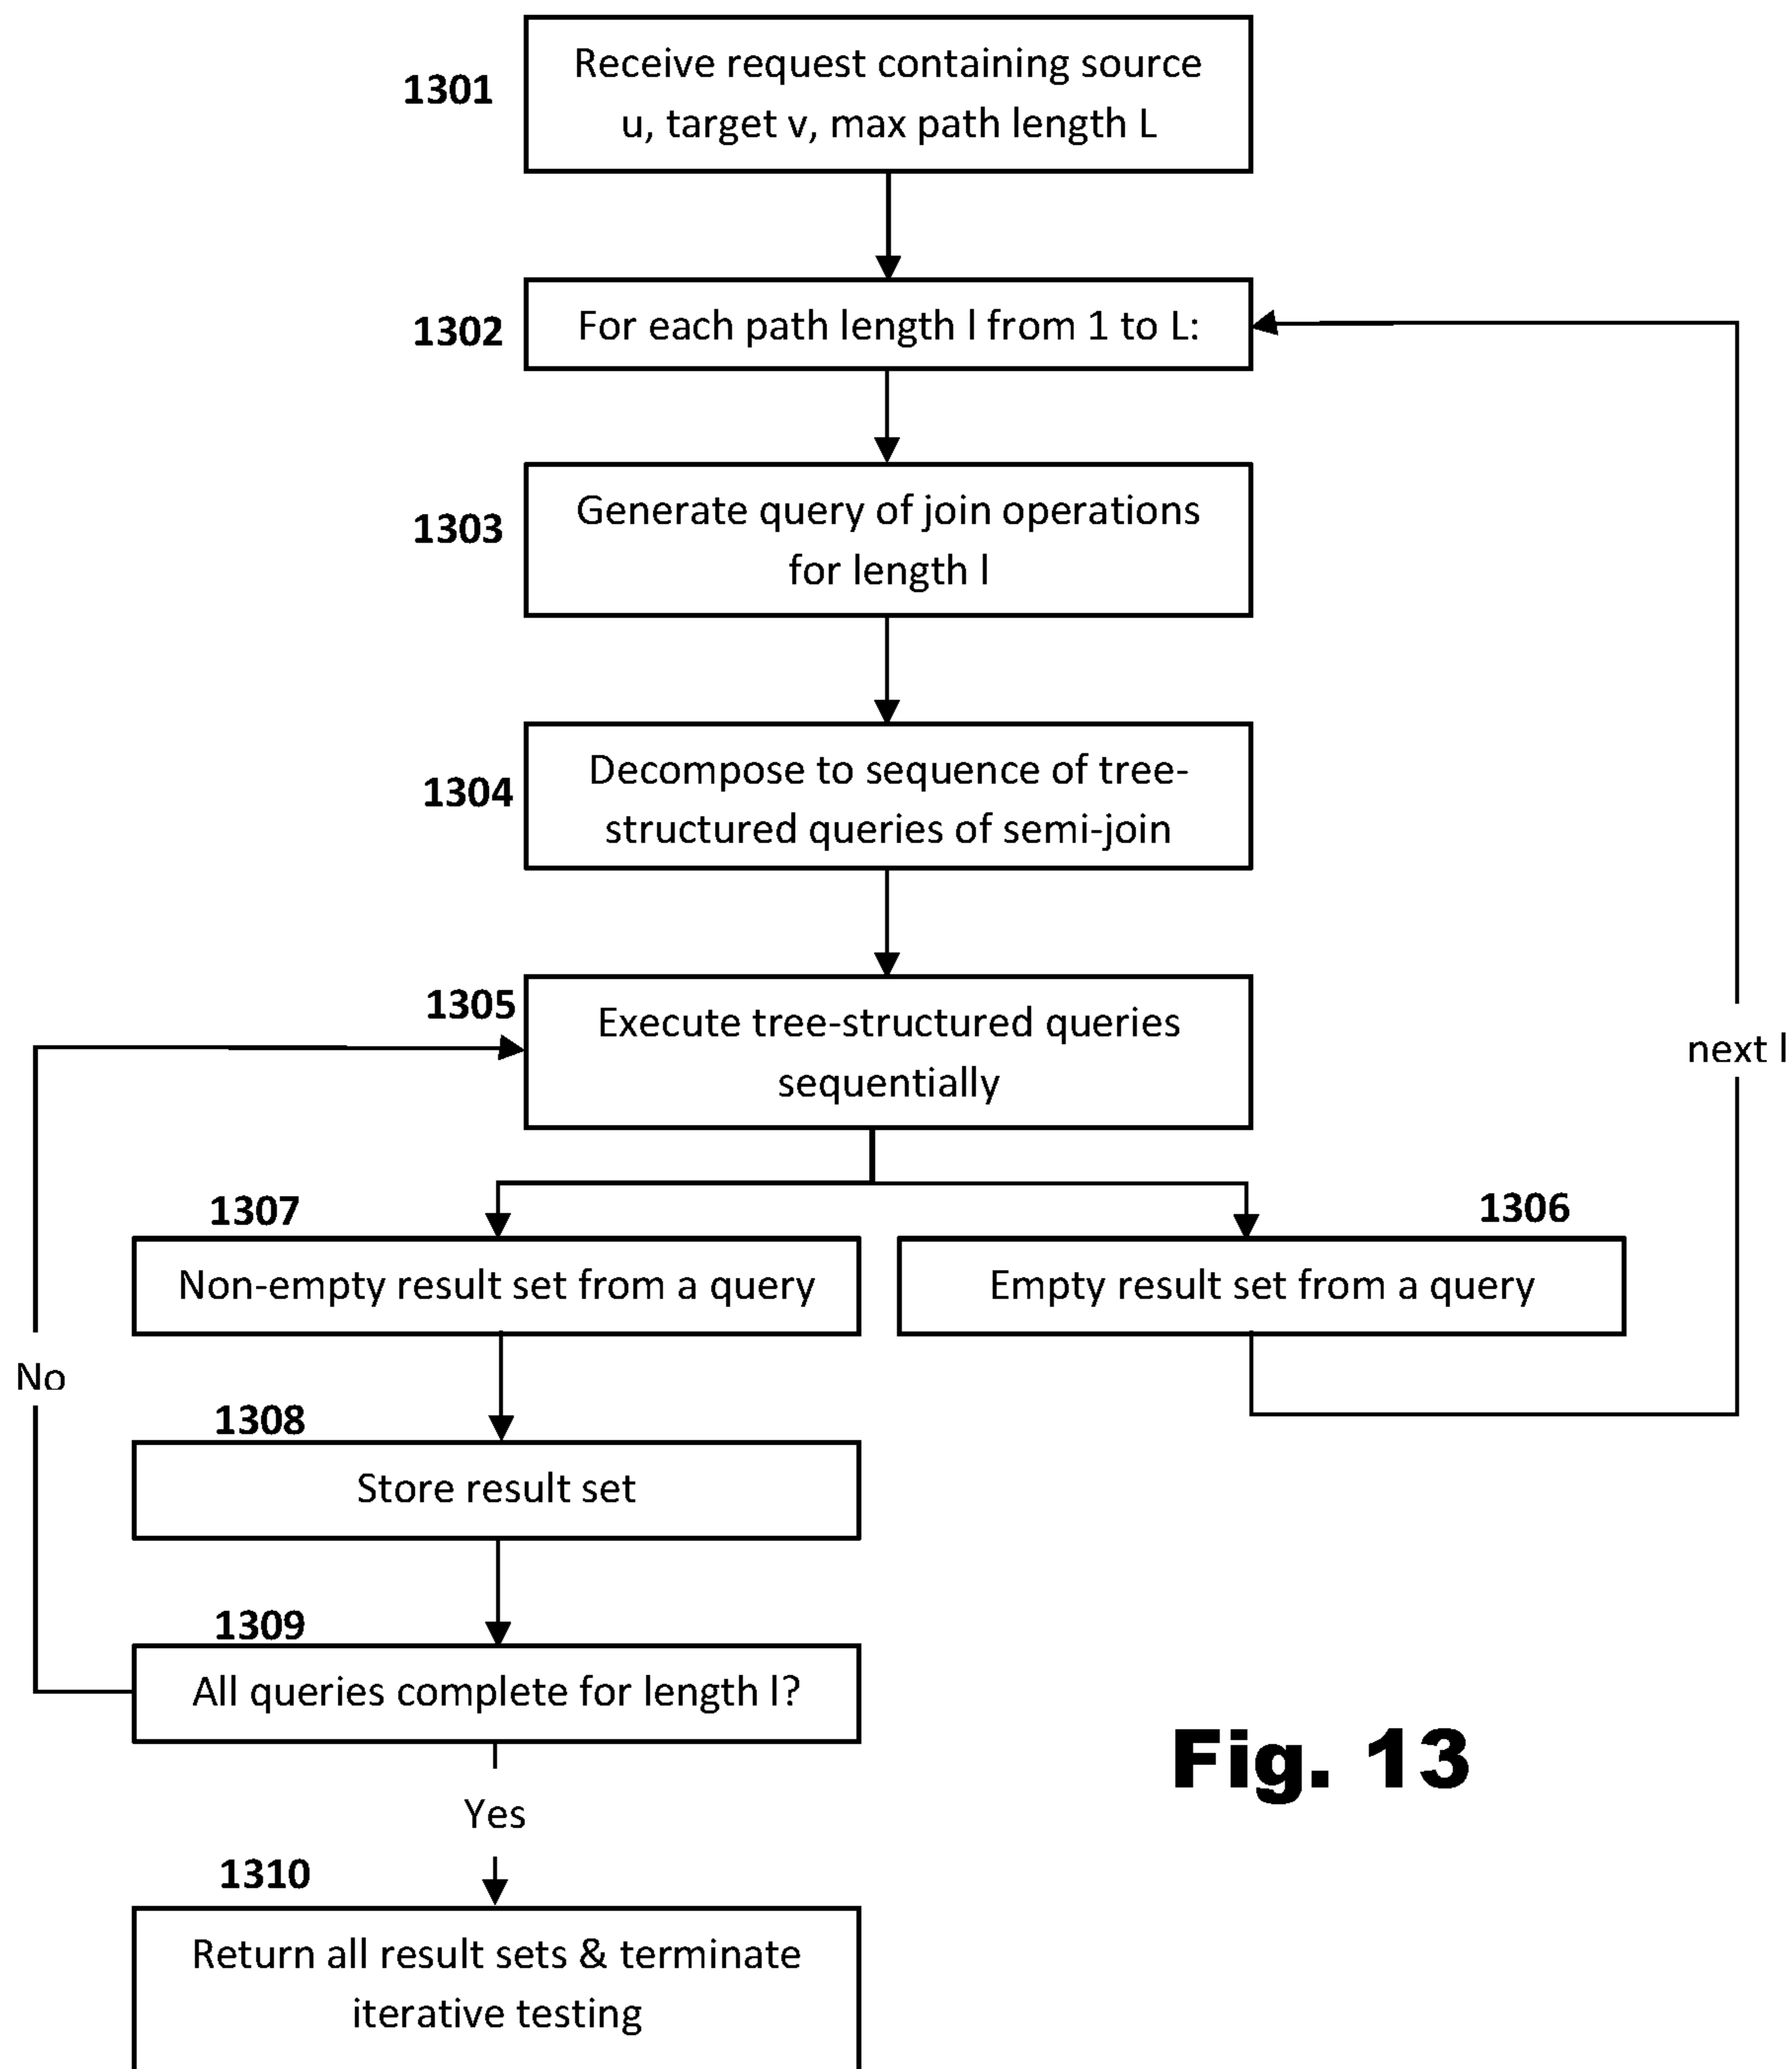 1301
Receive request containing source
u, target v, max path length L
1302
For each path length l from 1 to L:
1303
Generate query of join operations
for length l
1304
Decompose to sequence of tree-
structured queries of semi-join
1305
Execute tree-structured queries
sequentially
next l
1307
Non-empty result set from a query
1306
Empty result set from a query
No
1308
Store result set
1309
All queries complete for length l?
Yes
1310
Return all result sets & terminate
iterative testing
Fig. 13